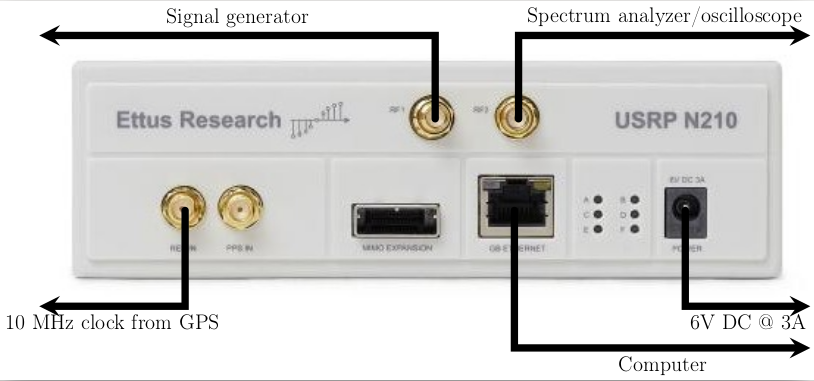 Signal generator
Spectrum analyzer/oscilloscope
RF1
RF2
Ettus Research
USRP N210
6V DC 3A
A
B
C
D
E
F
REF IN
PPS IN
MIMO EXPANSION
GB ETHERNET
POWER
10 MHz clock from GPS
6V DC @ 3A
Computer